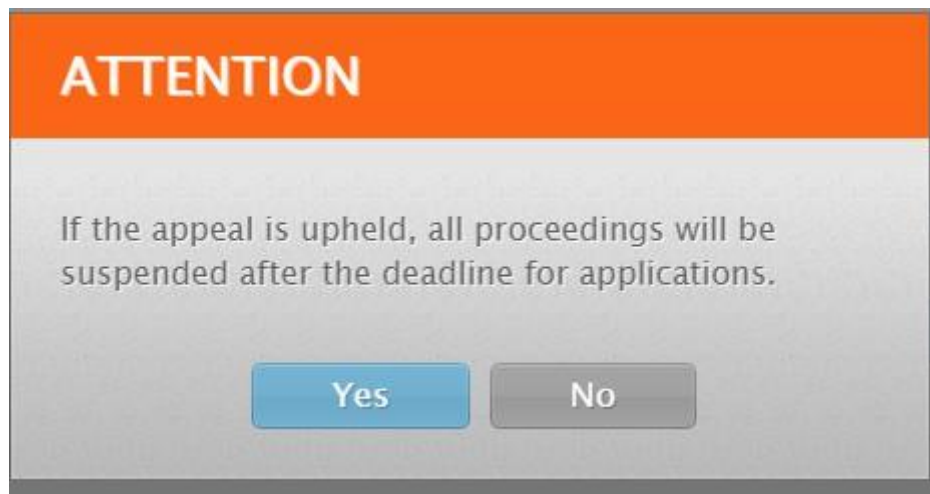 ATTENTION
If the appeal is upheld, all proceedings will be
suspended after the deadline for applications.
Yes
No